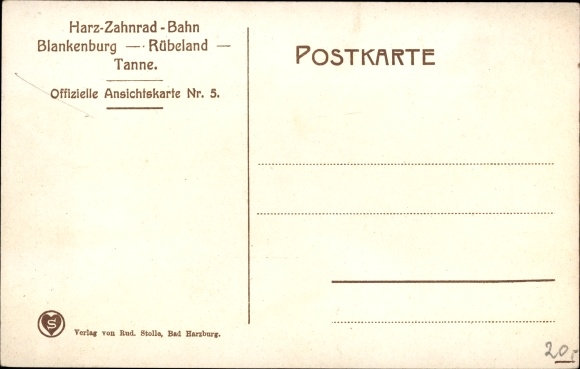 Harz-Zahnrad-Bahn
Blankenburg — Rübeland —
Tanne.
Offizielle Ansichtskarte Nr. 5.
POSTKARTE
S
Verlag von Rud. Stolle, Bad Harzburg.
20,-